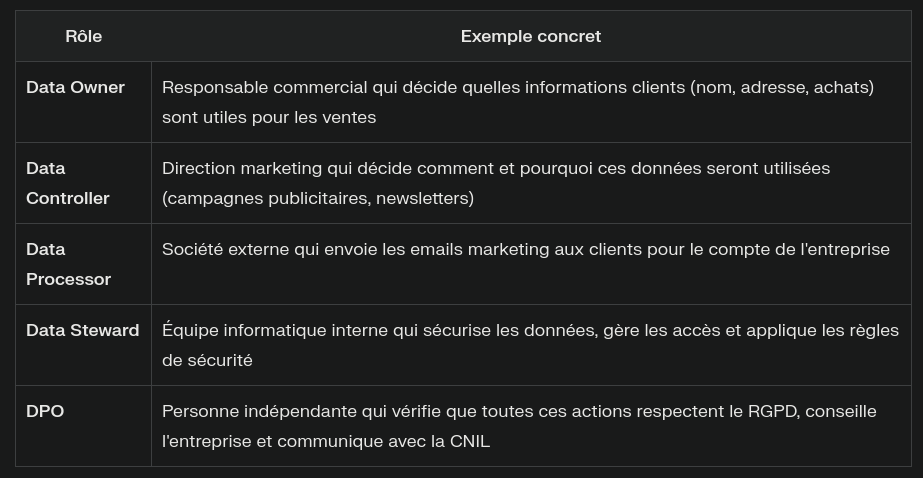 Rôle Exemple concret
Data Owner Responsable commercial qui décide quelles informations clients (nom, adresse, achats)
sont utiles pour les ventes
Data Direction marketing qui décide comment et pourquoi ces données seront utilisées
Controller (campagnes publicitaires, newsletters)
Data Société externe qui envoie les emails marketing aux clients pour le compte de l'entreprise
Processor
Data Steward Équipe informatique interne qui sécurise les données, gère les accès et applique les règles
de sécurité
DPO Personne indépendante qui vérifie que toutes ces actions respectent le RGPD, conseille
l'entreprise et communique avec la CNIL